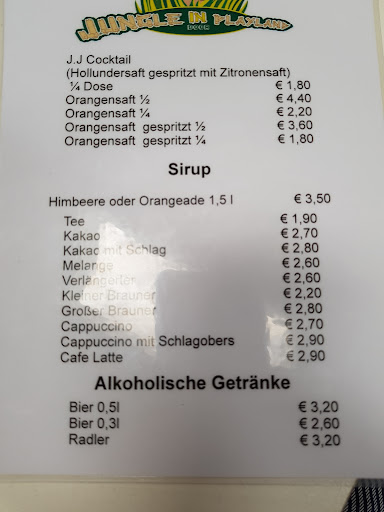 JUNGLE IN PLAYLAND
J.J Cocktail
(Hollundersaft gespritzt mit Zitronensaft)
¼ Dose € 1,80
Orangensaft ½ € 4,40
Orangensaft ¼ € 2,20
Orangensaft gespritzt ½ € 3,60
Orangensaft gespritzt ¼ € 1,80
Sirup
Himbeere oder Orangeade 1,5 l € 3,50
Tee € 1,90
Kakao € 2,70
Kakao mit Schlag € 2,80
Melange € 2,60
Verlängerter € 2,60
Kleiner Brauner € 2,20
Großer Brauner € 2,80
Cappuccino € 2,70
Cappuccino mit Schlagobers € 2,90
Cafe Latte € 2,90
Alkoholische Getränke
Bier 0,5l € 3,20
Bier 0,3l € 2,60
Radler € 3,20